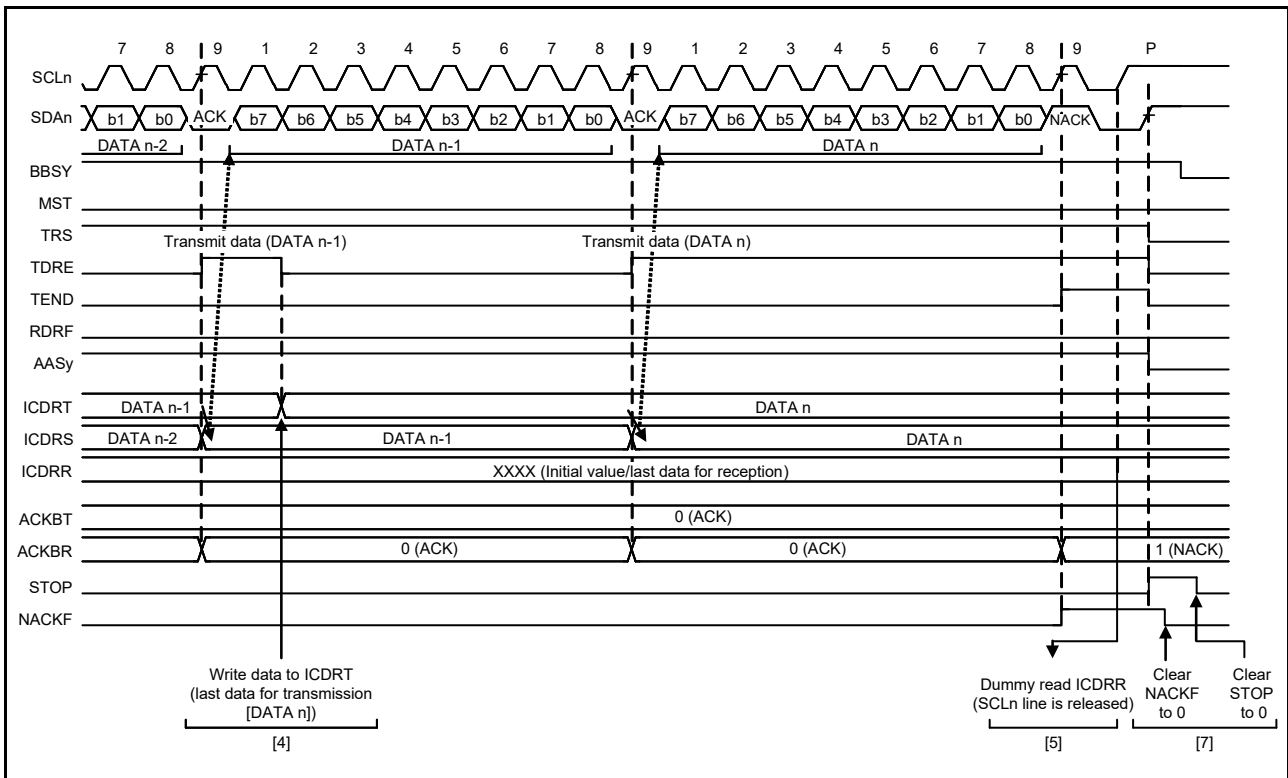 7 8 9 1 2 3 4 5 6 7 8 9 1 2 3 4 5 6 7 8 9 P
SCLn
SDAn b1 b0 ACK b7 b6 b5 b4 b3 b2 b1 b0 ACK b7 b6 b5 b4 b3 b2 b1 b0 NACK
DATA n-2 DATA n-1 DATA n
BBSY
MST
TRS
Transmit data (DATA n-1) Transmit data (DATA n)
TDRE
TEND
RDRF
AASy
ICDRT DATA n-1 DATA n
ICDRS DATA n-2 DATA n-1 DATA n
ICDRR XXXX (Initial value/last data for reception)
ACKBT 0 (ACK)
ACKBR 0 (ACK) 0 (ACK) 1 (NACK)
STOP
NACKF
Write data to ICDRT
(last data for transmission
[DATA n])
[4]
Dummy read ICDRR
(SCLn line is released)
[5]
Clear
NACKF
to 0
Clear
STOP
to 0
[7]